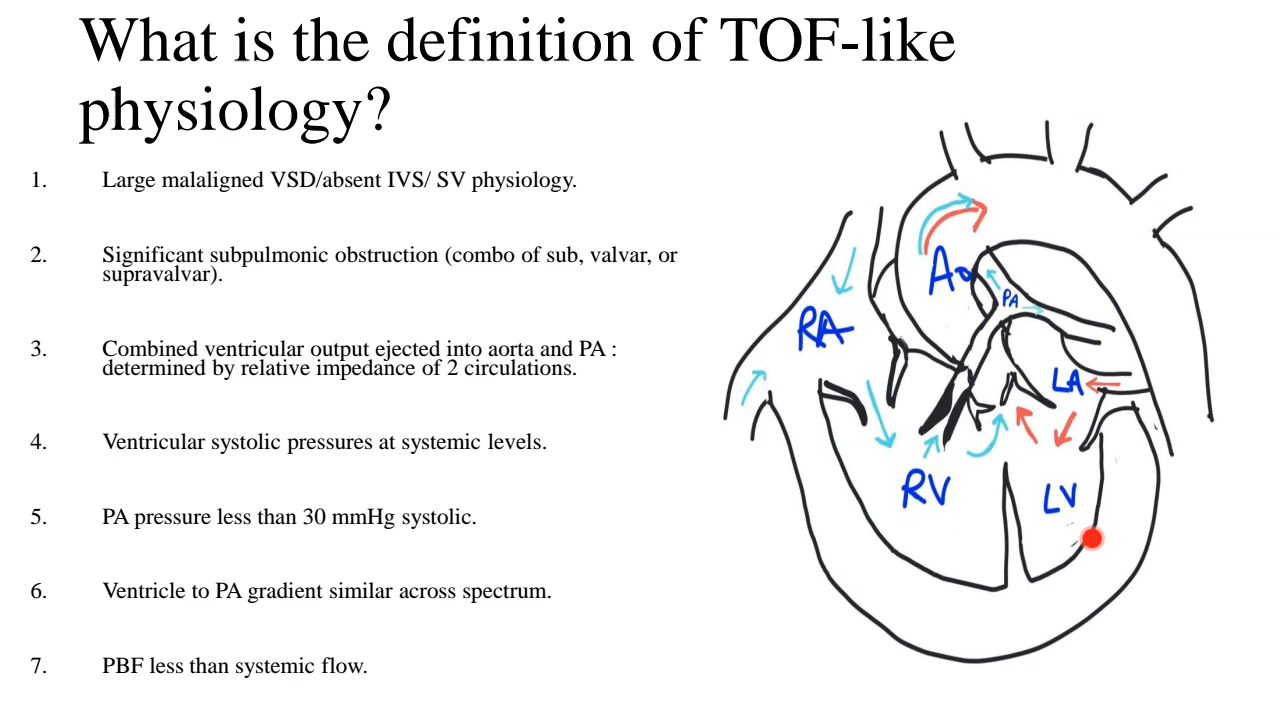 What is the definition of TOF-like
physiology?
1. Large malaligned VSD/absent IVS/ SV physiology.
2. Significant subpulmonic obstruction (combo of sub, valvar, or
supravalvar).
3. Combined ventricular output ejected into aorta and PA :
determined by relative impedance of 2 circulations.
4. Ventricular systolic pressures at systemic levels.
5. PA pressure less than 30 mmHg systolic.
6. Ventricle to PA gradient similar across spectrum.
7. PBF less than systemic flow.
Ao
PA
RA
LA
RV
LV